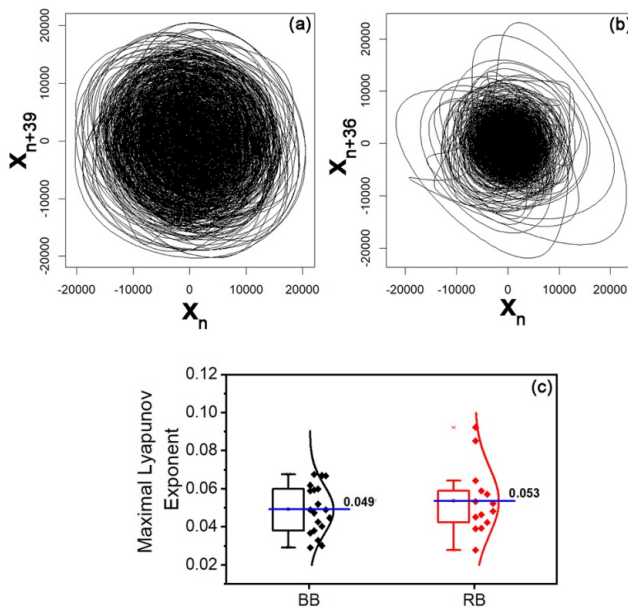 (a)
20000
10000
0
-10000
-20000
X n+39
-20000 -10000 0 10000 20000
X n
(b)
20000
10000
0
-10000
-20000
X n+36
-20000 -10000 0 10000 20000
X n
(c)
Maximal Lyapunov
Exponent
0.12
0.10
0.08
0.06
0.04
0.02
0.049
0.053
BB RB